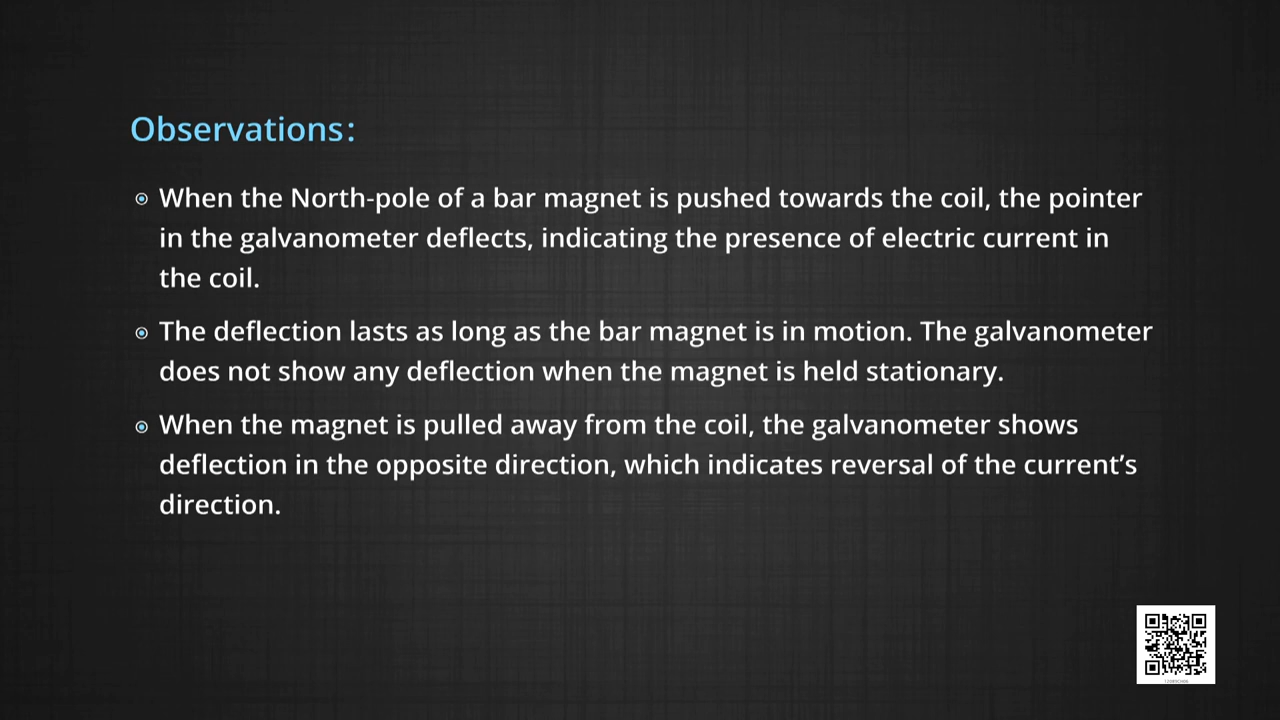 Observations:
When the North-pole of a bar magnet is pushed towards the coil, the pointer
in the galvanometer deflects, indicating the presence of electric current in
the coil.
The deflection lasts as long as the bar magnet is in motion. The galvanometer
does not show any deflection when the magnet is held stationary.
When the magnet is pulled away from the coil, the galvanometer shows
deflection in the opposite direction, which indicates reversal of the current’s
direction.